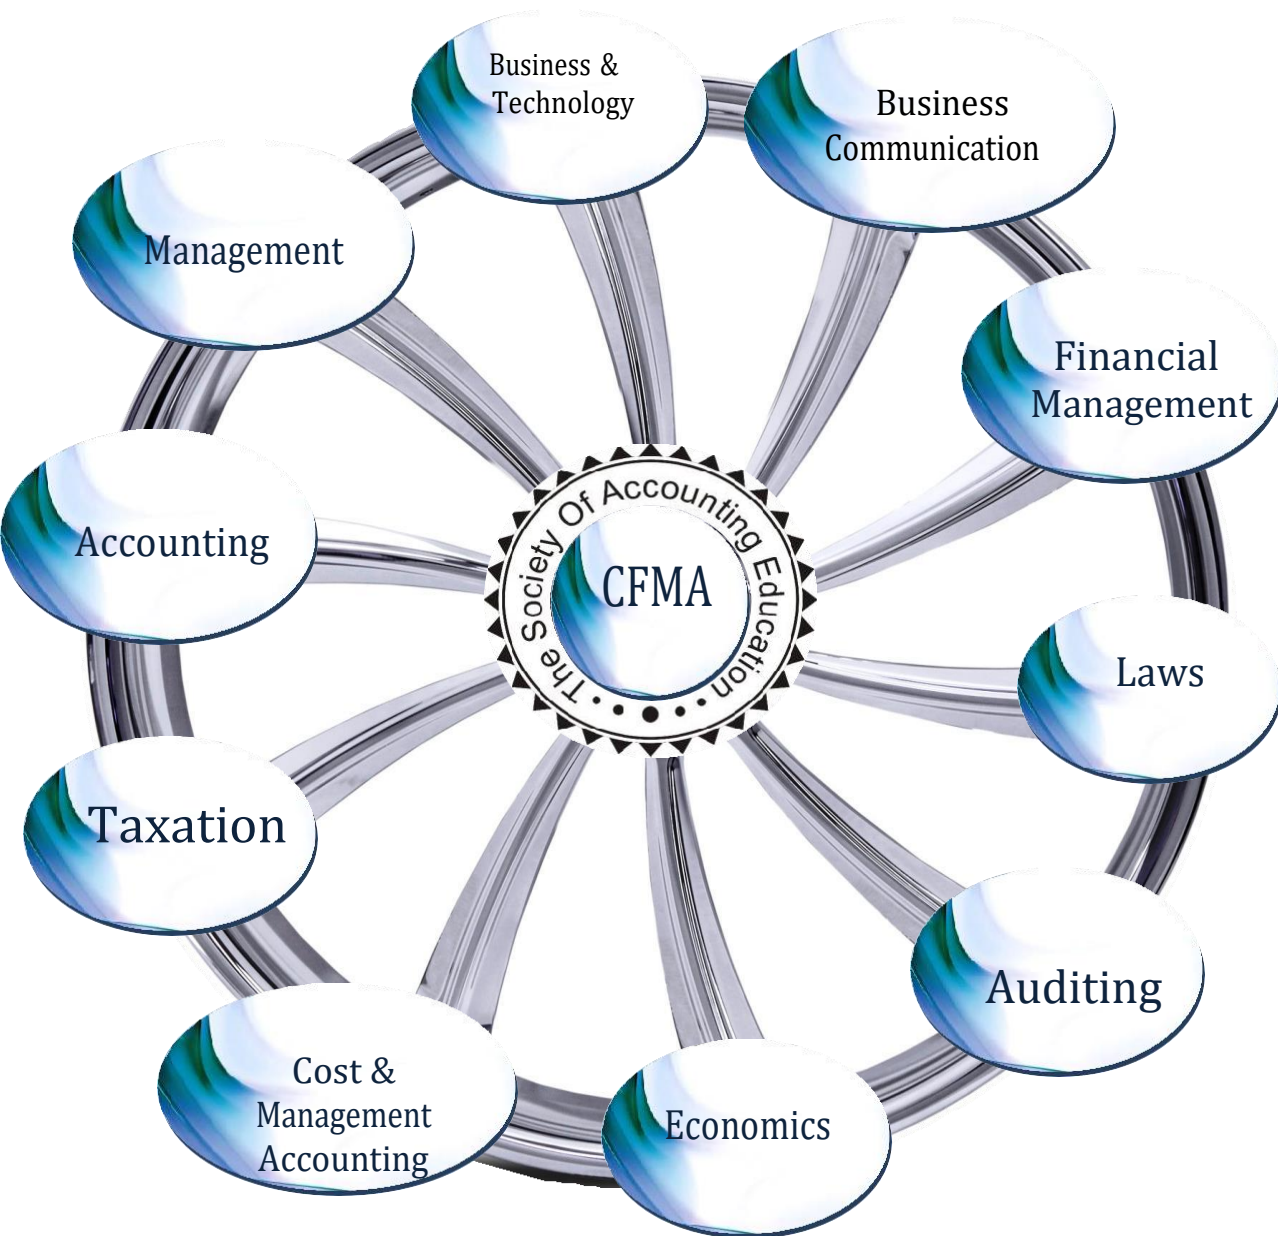 Business &
Technology
Business
Communication
Management
Financial
Management
The Society Of Accounting Education
CFMA
Accounting
Laws
Taxation
Auditing
Cost &
Management
Accounting
Economics